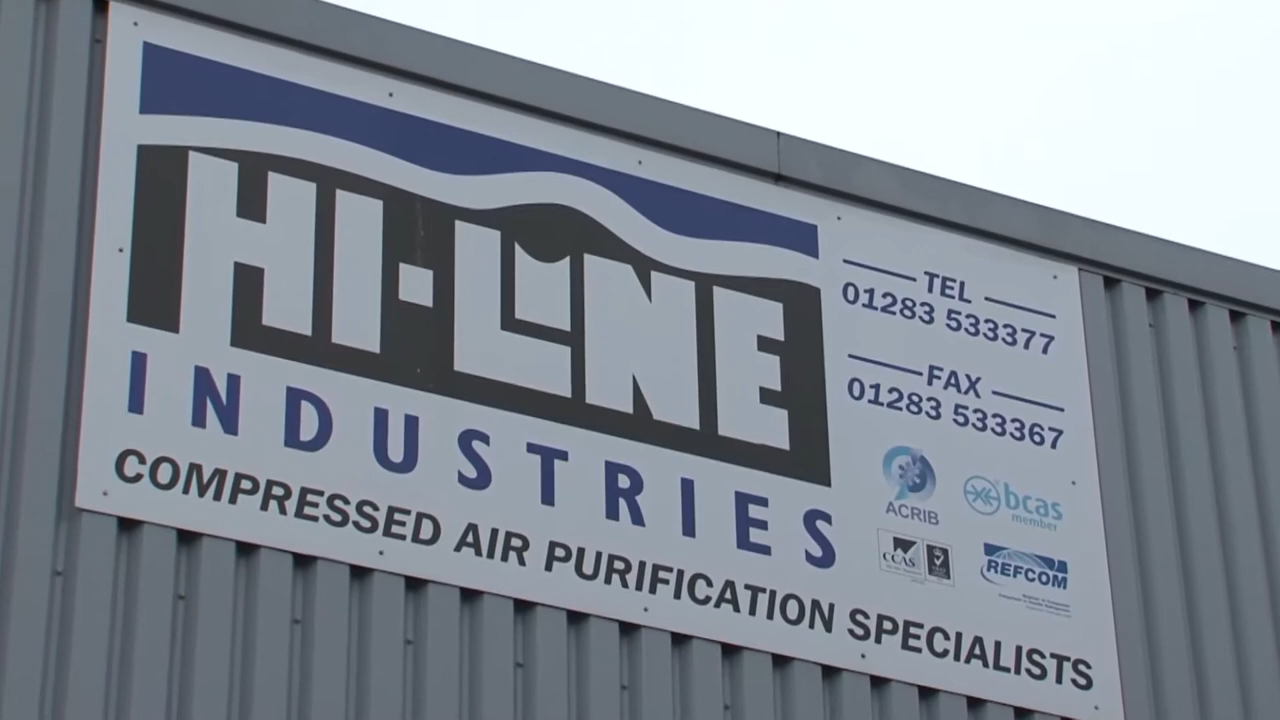 HI-LINE
INDUSTRIES
COMPRESSED AIR PURIFICATION SPECIALISTS
TEL
01283 533377
FAX
01283 533367
ACRIB
bcas
member
CCAS
REFCOM